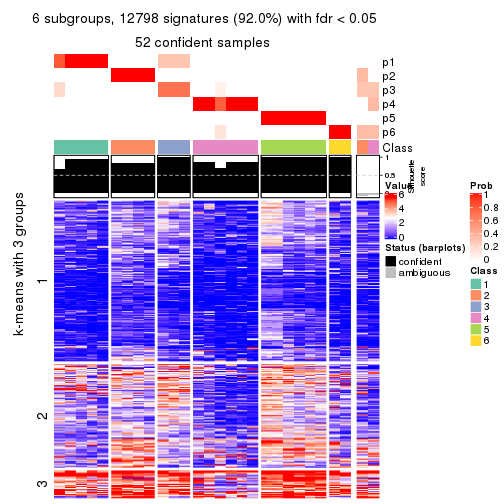 6 subgroups, 12798 signatures (92.0%) with fdr < 0.05
52 confident samples
p1
p2
p3
p4
p5
p6
Class
1
0.5
0
Silhouette
score
k-means with 3 groups
1
2
3
Value
6
4
2
0
Status (barplots)
confident
ambiguous
Prob
1
0.8
0.6
0.4
0.2
0
Class
1
2
3
4
5
6